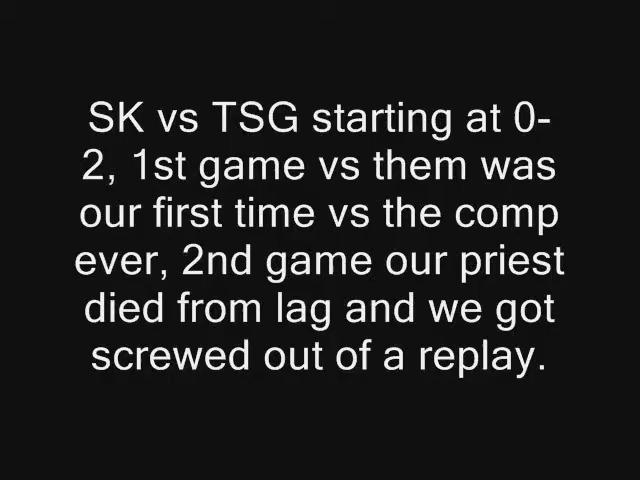 SK vs TSG starting at 0-
2, 1st game vs them was
our first time vs the comp
ever, 2nd game our priest
died from lag and we got
screwed out of a replay.